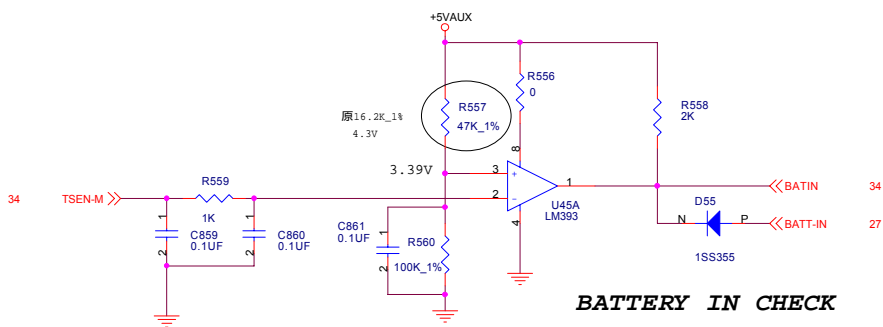 +5VAUX
R556
0
R557
47K_1%
原16.2K_1%
4.3V
R558
2K
3.39V
8
3
+
2
-
1
4
U45A
LM393
34
TSEN-M
R559
1K
1
C859
0.1UF
2
1
C860
0.1UF
2
C861
0.1UF
1
2
R560
100K_1%
BATIN
34
D55
N
P
BATT-IN
27
1SS355
BATTERY IN CHECK